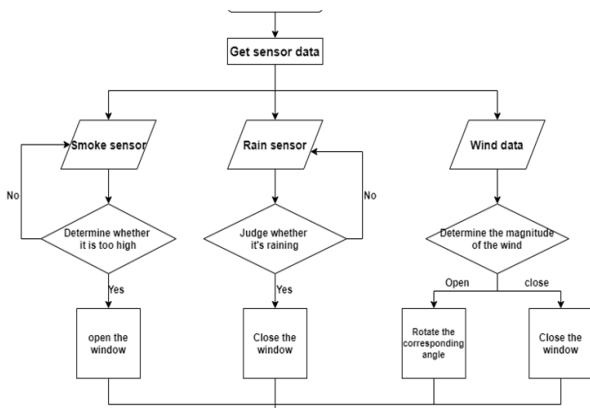 Get sensor data
Smoke sensor
Rain sensor
Wind data
No
No
Determine whether
it is too high
Judge whether
it's raining
Determine the magnitude
of the wind
Yes
Yes
Open
close
open the
window
Close the
window
Rotate the
corresponding
angle
Close the
window